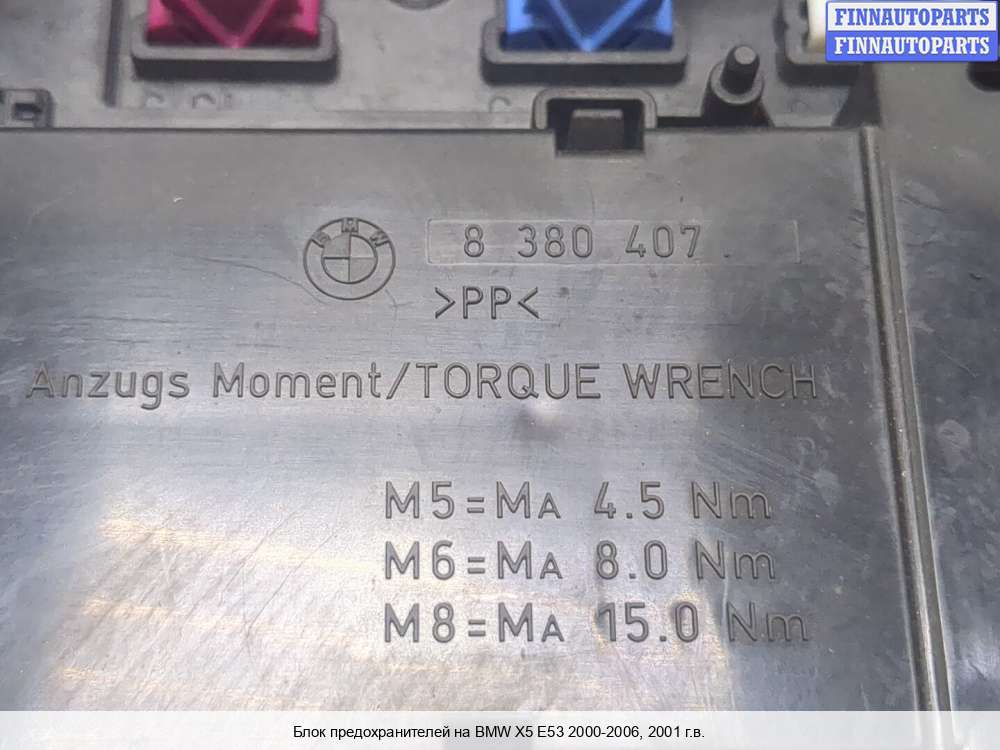 FINNAUTOPARTS
FINNAUTOPARTS
BMW
8 380 407
>PP<
Anzugs Moment/TORQUE WRENCH
M5=MA 4.5 Nm
M6=MA 8.0 Nm
M8=MA 15.0 Nm
Блок предохранителей на BMW X5 E53 2000-2006, 2001 г.в.